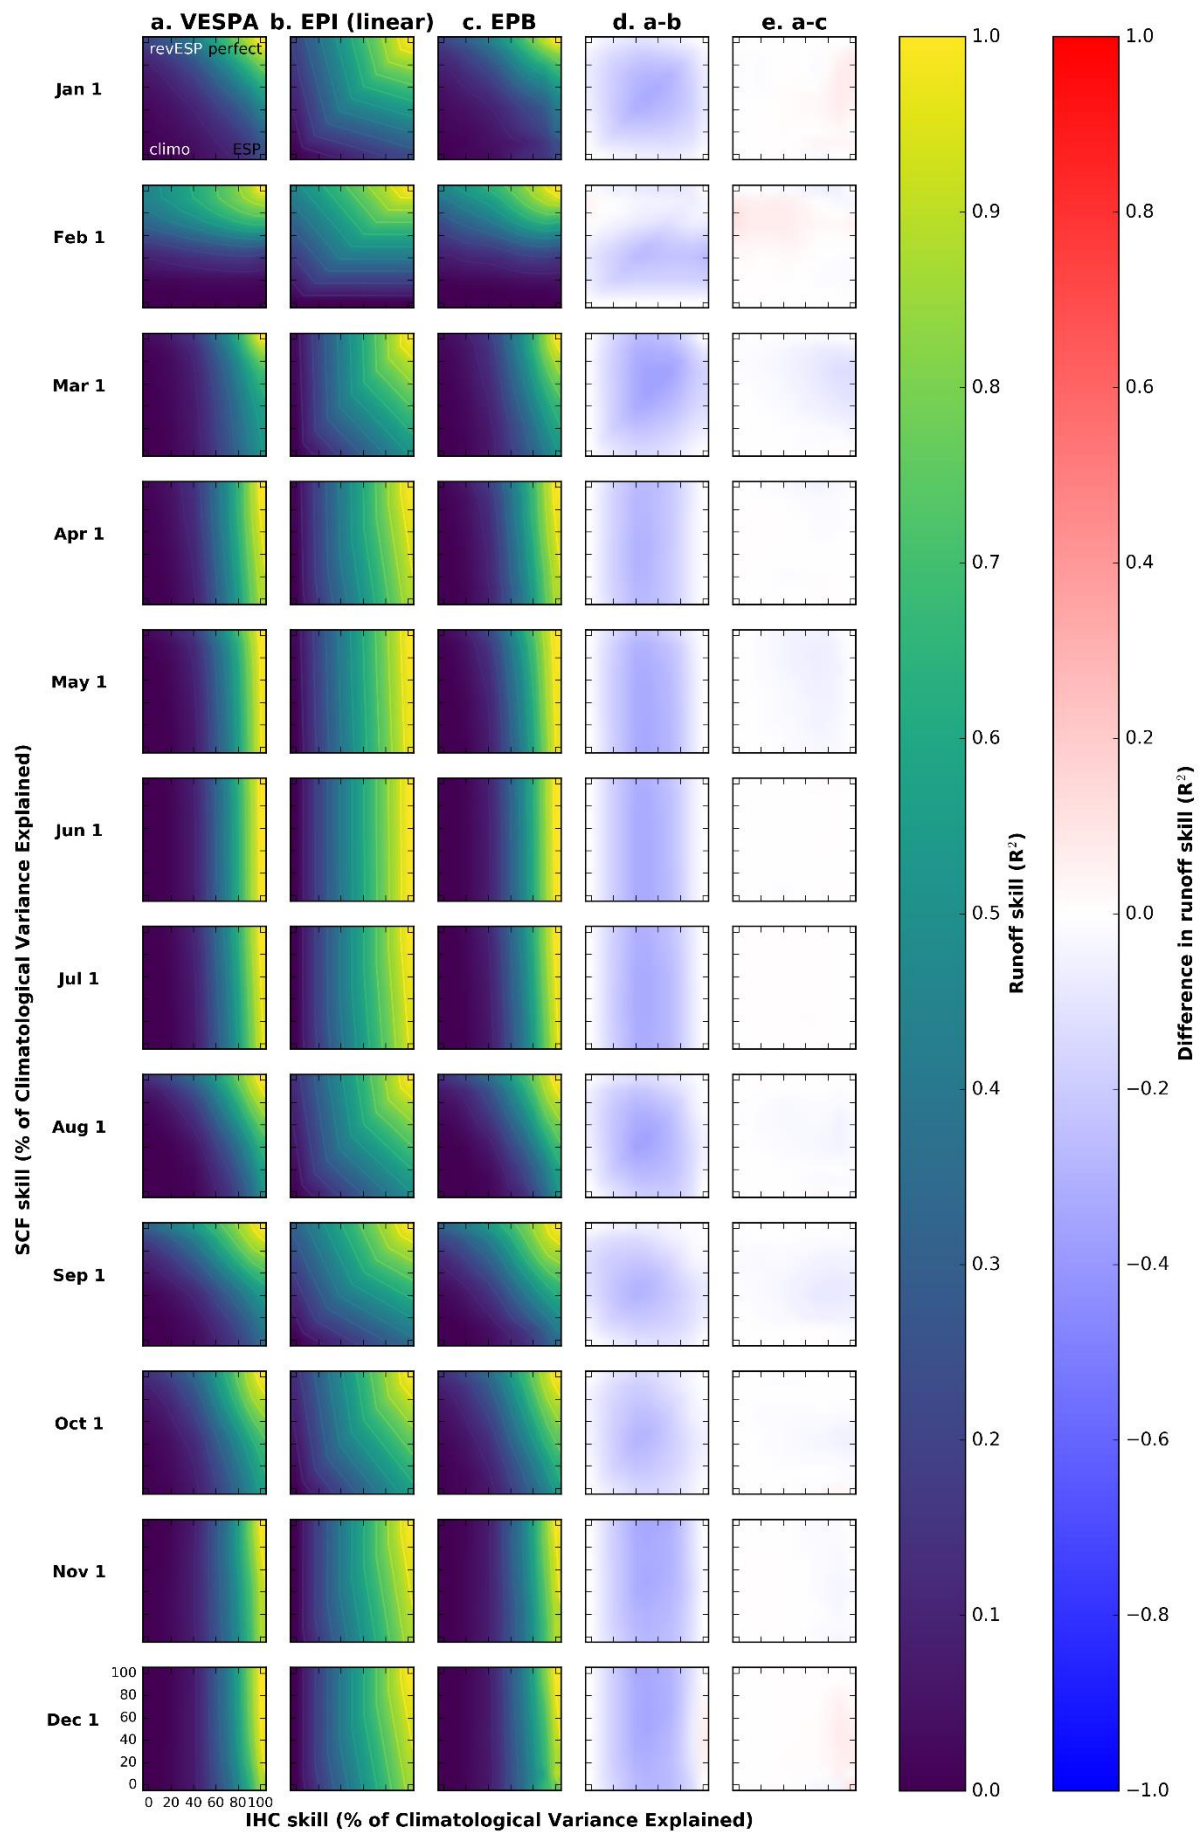 a. VESPA b. EPI (linear) c. EPB d. a-b e. a-c
revESP perfect
climo ESP
Jan 1
Feb 1
Mar 1
Apr 1
May 1
Jun 1
Jul 1
Aug 1
Sep 1
Oct 1
Nov 1
Dec 1
100
80
60
40
20
0
0 20 40 60 80 100
SCF skill (% of Climatological Variance Explained)
IHC skill (% of Climatological Variance Explained)
1.0
0.9
0.8
0.7
0.6
0.5
0.4
0.3
0.2
0.1
0.0
Runoff skill (R²)
1.0
0.8
0.6
0.4
0.2
0.0
−0.2
−0.4
−0.6
−0.8
−1.0
Difference in runoff skill (R²)